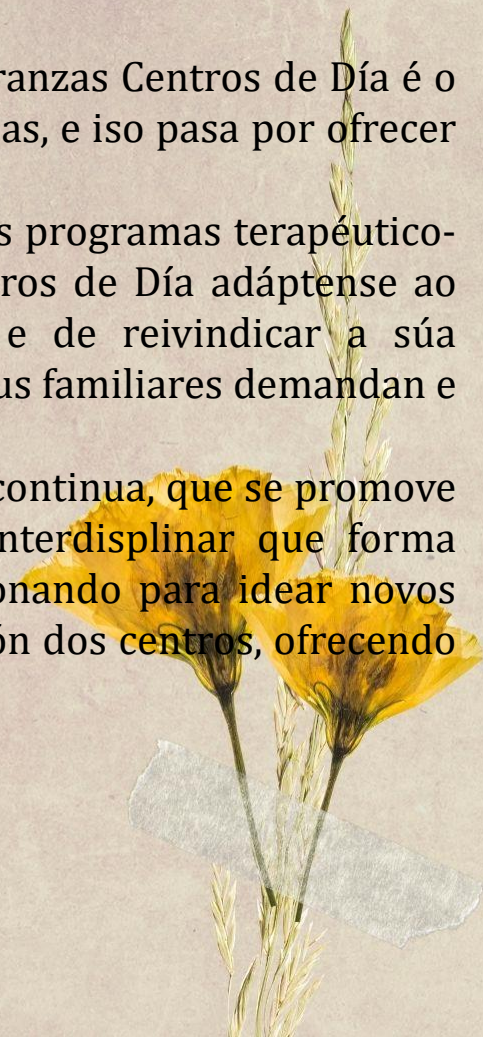 ranzas Centros de Día é o
as, e iso pasa por ofrecer
s programas terapéutico-
ros de Día adáptense ao
e de reivindicar a súa
us familiares demandan e
continua, que se promove
nterdisplinar que forma
onando para idear novos
ón dos centros, ofrecendo